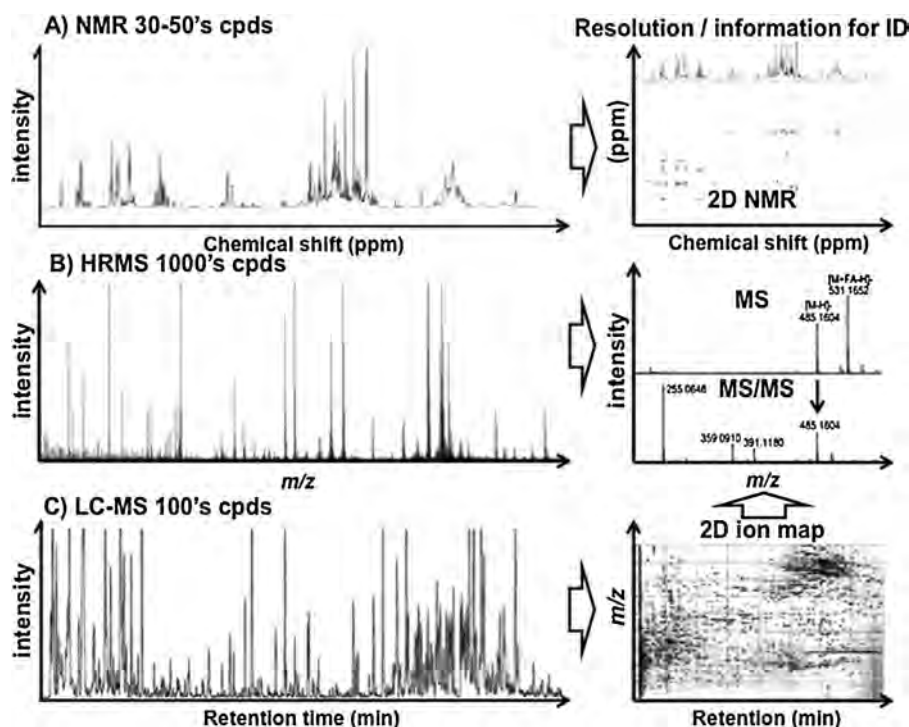 A) NMR 30-50's cpds
Resolution / information for ID
intensity
(ppm)
2D NMR
Chemical shift (ppm)
Chemical shift (ppm)
B) HRMS 1000's cpds
intensity
m/z
intensity
MS
[M+FA-H]-
531 1652
[M-H]-
485 1604
MS/MS
255.0646
359 0910
391.1180
485 1604
m/z
C) LC-MS 100's cpds
2D ion map
intensity
m/z
Retention time (min)
Retention (min)